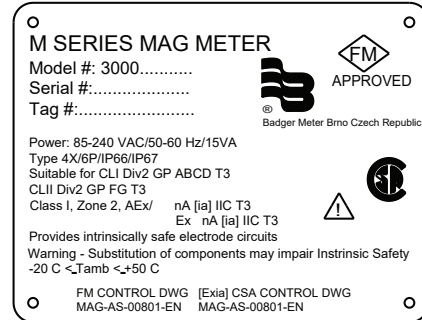 M SERIES MAG METER
Model #: 3000...........
Serial #:....................
Tag #:........................
FM
APPROVED
®
Badger Meter Brno Czech Republic
Power: 85-240 VAC/50-60 Hz/15VA
Type 4X/6P/IP66/IP67
Suitable for CLI Div2 GP ABCD T3
CLII Div2 GP FG T3
Class I, Zone 2, AEx/ nA [ia] IIC T3
Ex nA [ia] IIC T3
Provides intrinsically safe electrode circuits
Warning - Substitution of components may impair Instrinsic Safety
-20 C <_Tamb <_+50 C
FM CONTROL DWG [Exia] CSA CONTROL DWG
MAG-AS-00801-EN MAG-AS-00801-EN